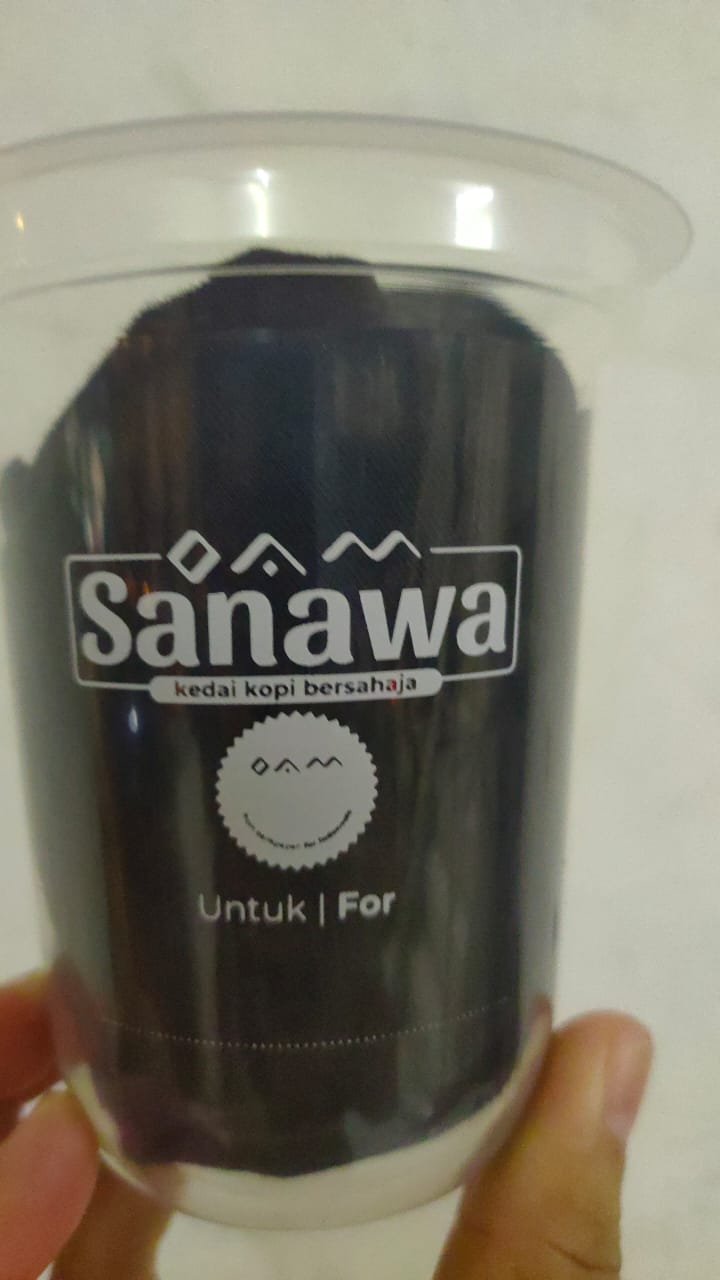 Sanawa
kedai kopi bersahaja
Untuk | For